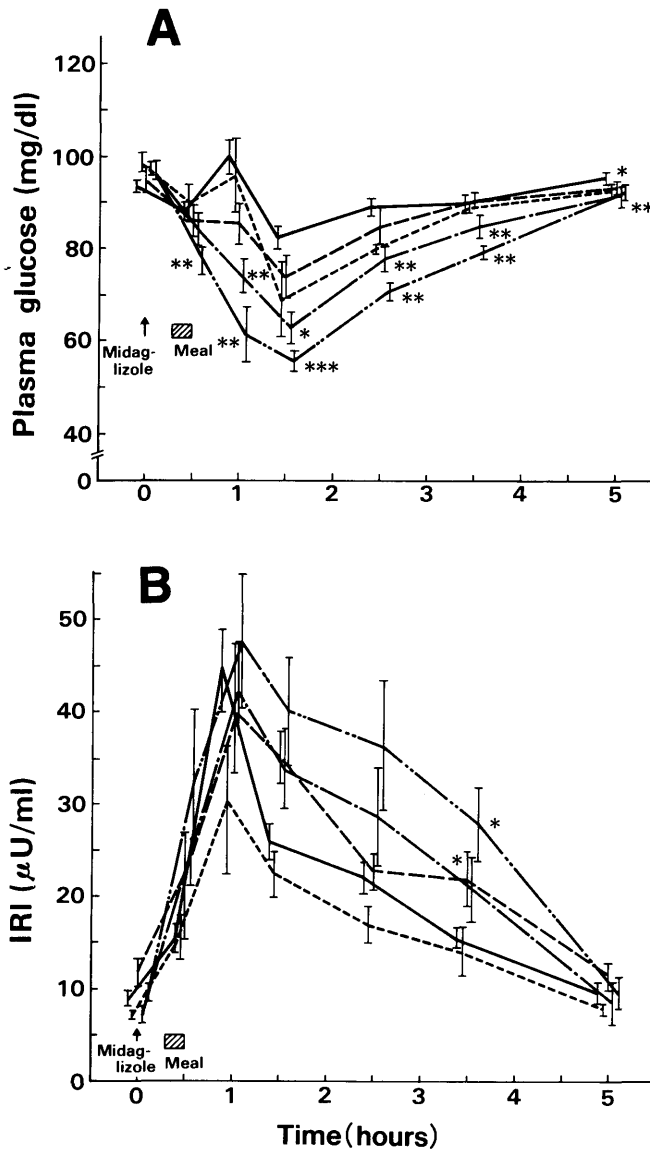 A
Plasma glucose (mg/dl)
120
100
80
60
40
0
*
**
**
**
**
**
**
**
*
***
Midag-
lizole
Meal
0 1 2 3 4 5
B
IRI (μU/ml)
50
40
30
20
10
0
*
*
Midag-
lizole
Meal
0 1 2 3 4 5
Time (hours)